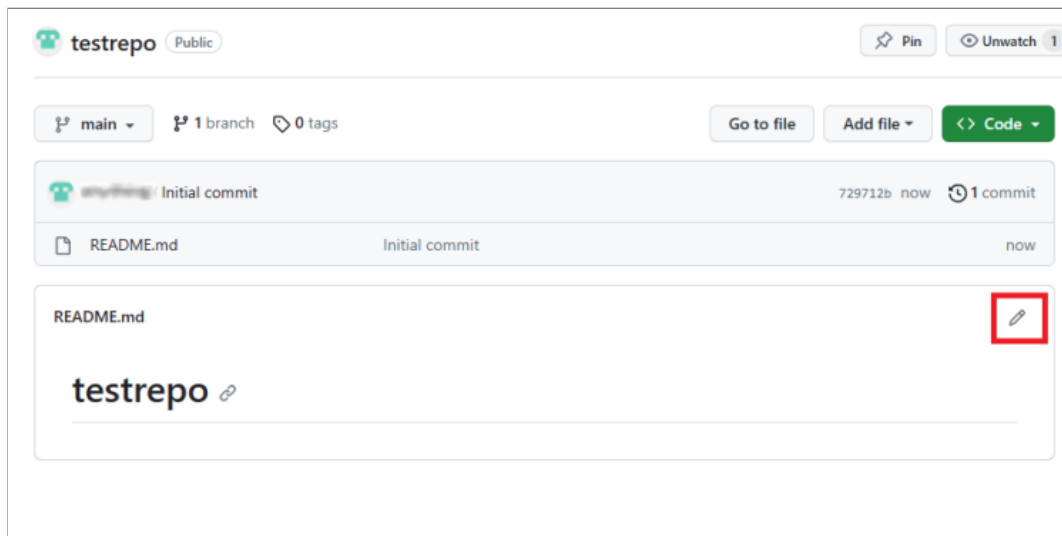 testrepo Public Pin Unwatch 1
main 1 branch 0 tags Go to file Add file <> Code
Initial commit 729712b now 1 commit
README.md Initial commit now
README.md
testrepo